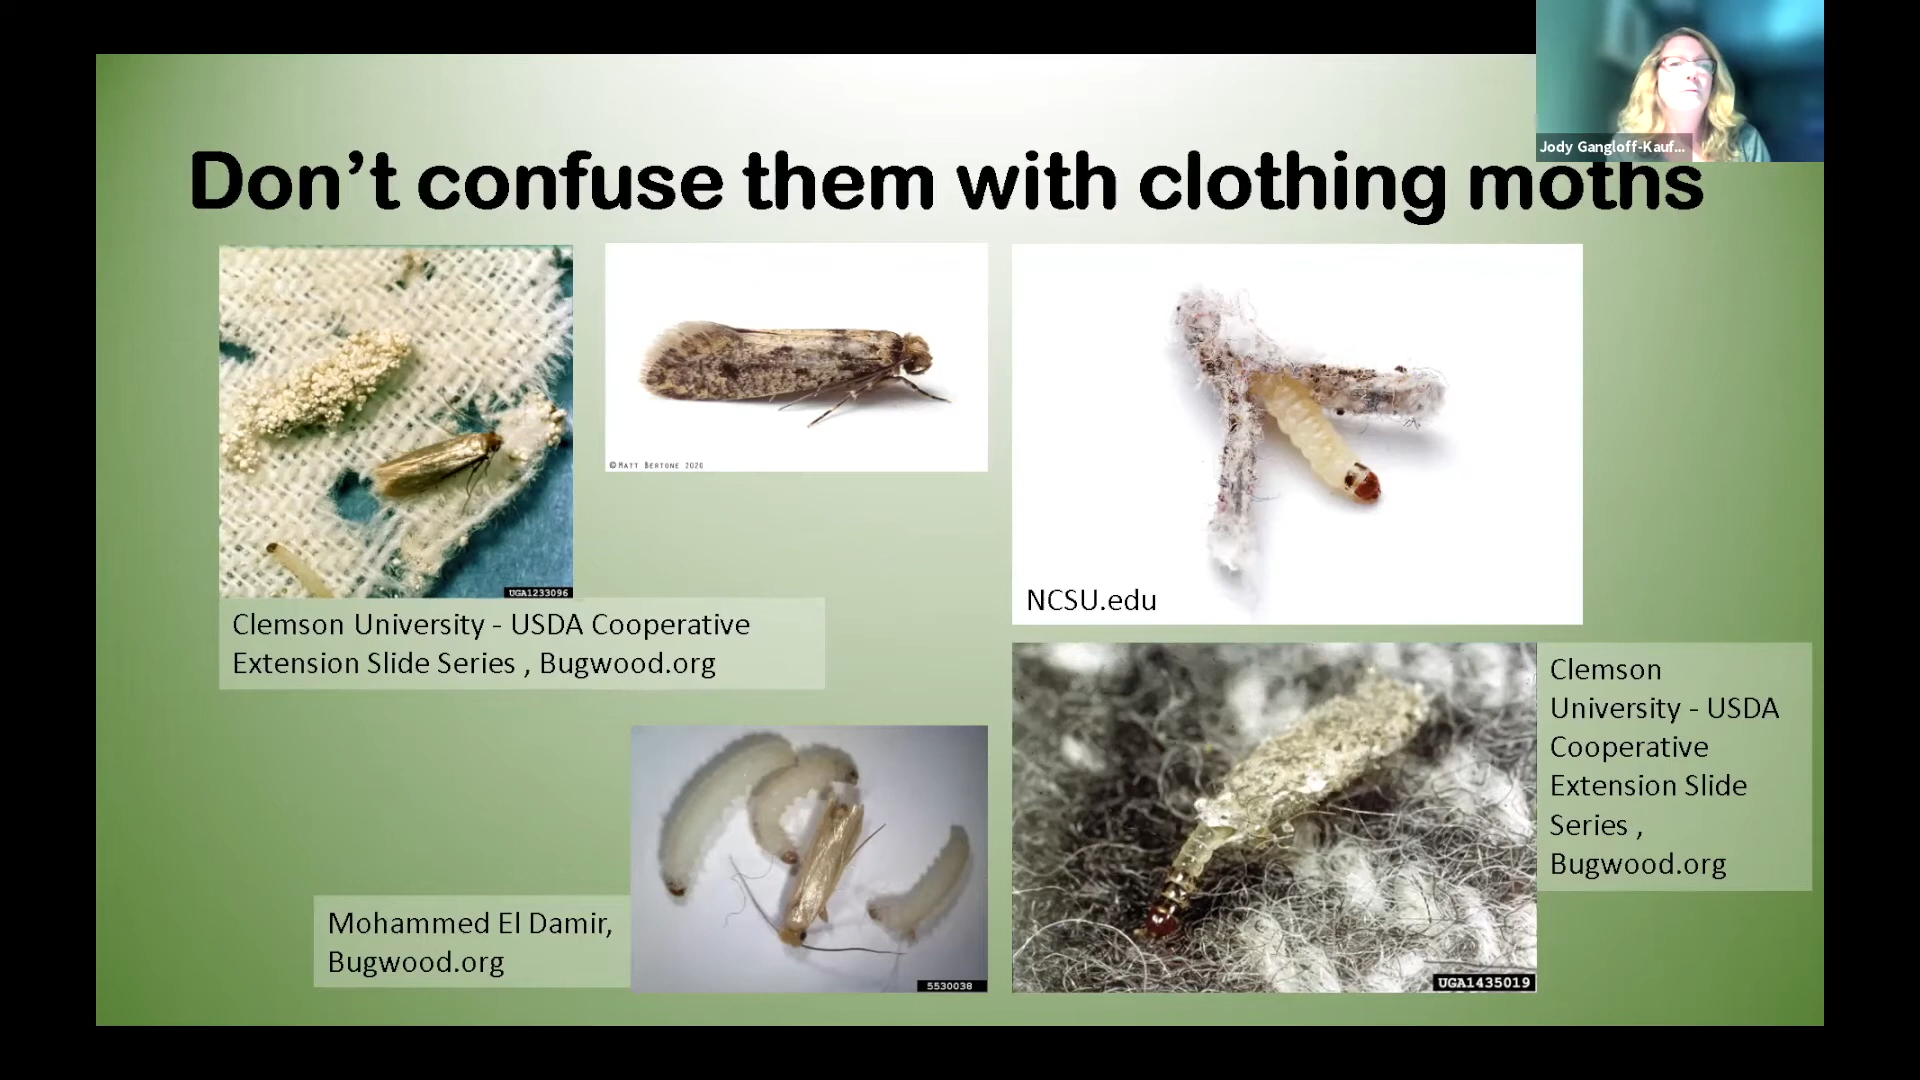 Jody Gangloff-Kauf...
Don't confuse them with clothing moths
©Matt Bertone 2020
UGA1233096
Clemson University - USDA Cooperative
Extension Slide Series , Bugwood.org
NCSU.edu
Clemson
University - USDA
Cooperative
Extension Slide
Series ,
Bugwood.org
Mohammed El Damir,
Bugwood.org
5530038
UGA1435019